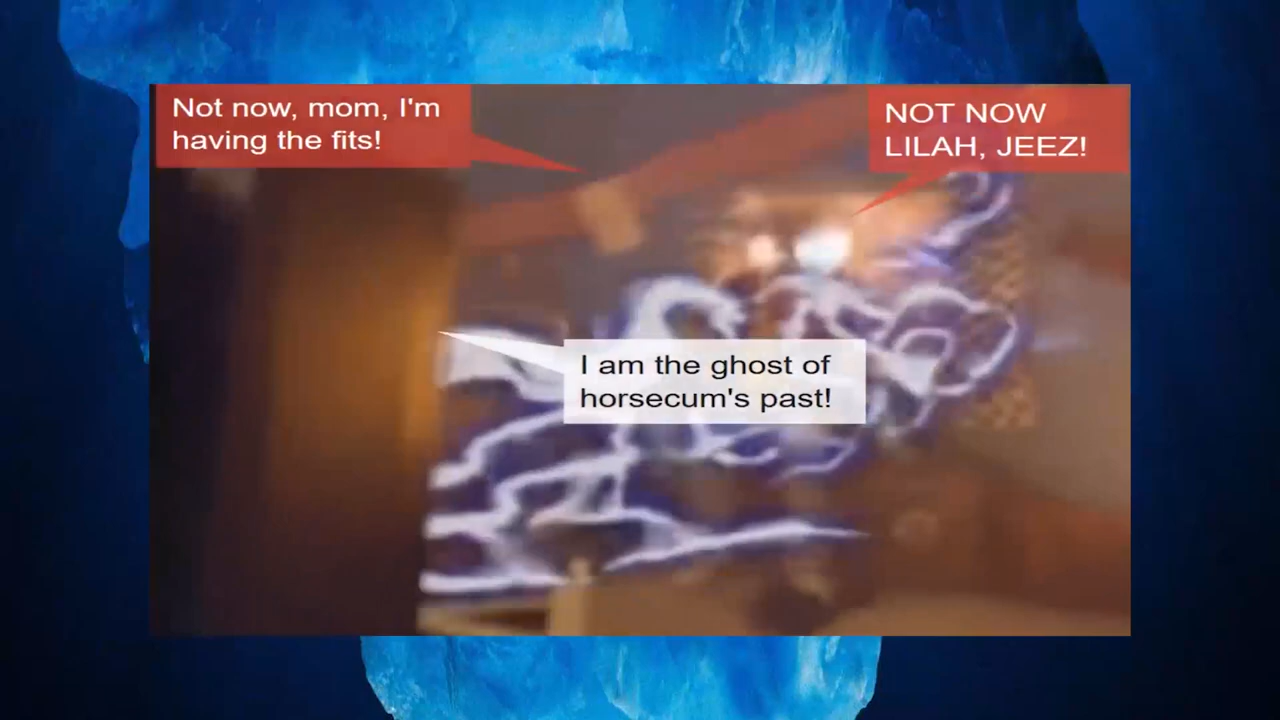 Not now, mom, I'm
having the fits!
NOT NOW
LILAH, JEEZ!
I am the ghost of
horsecum's past!